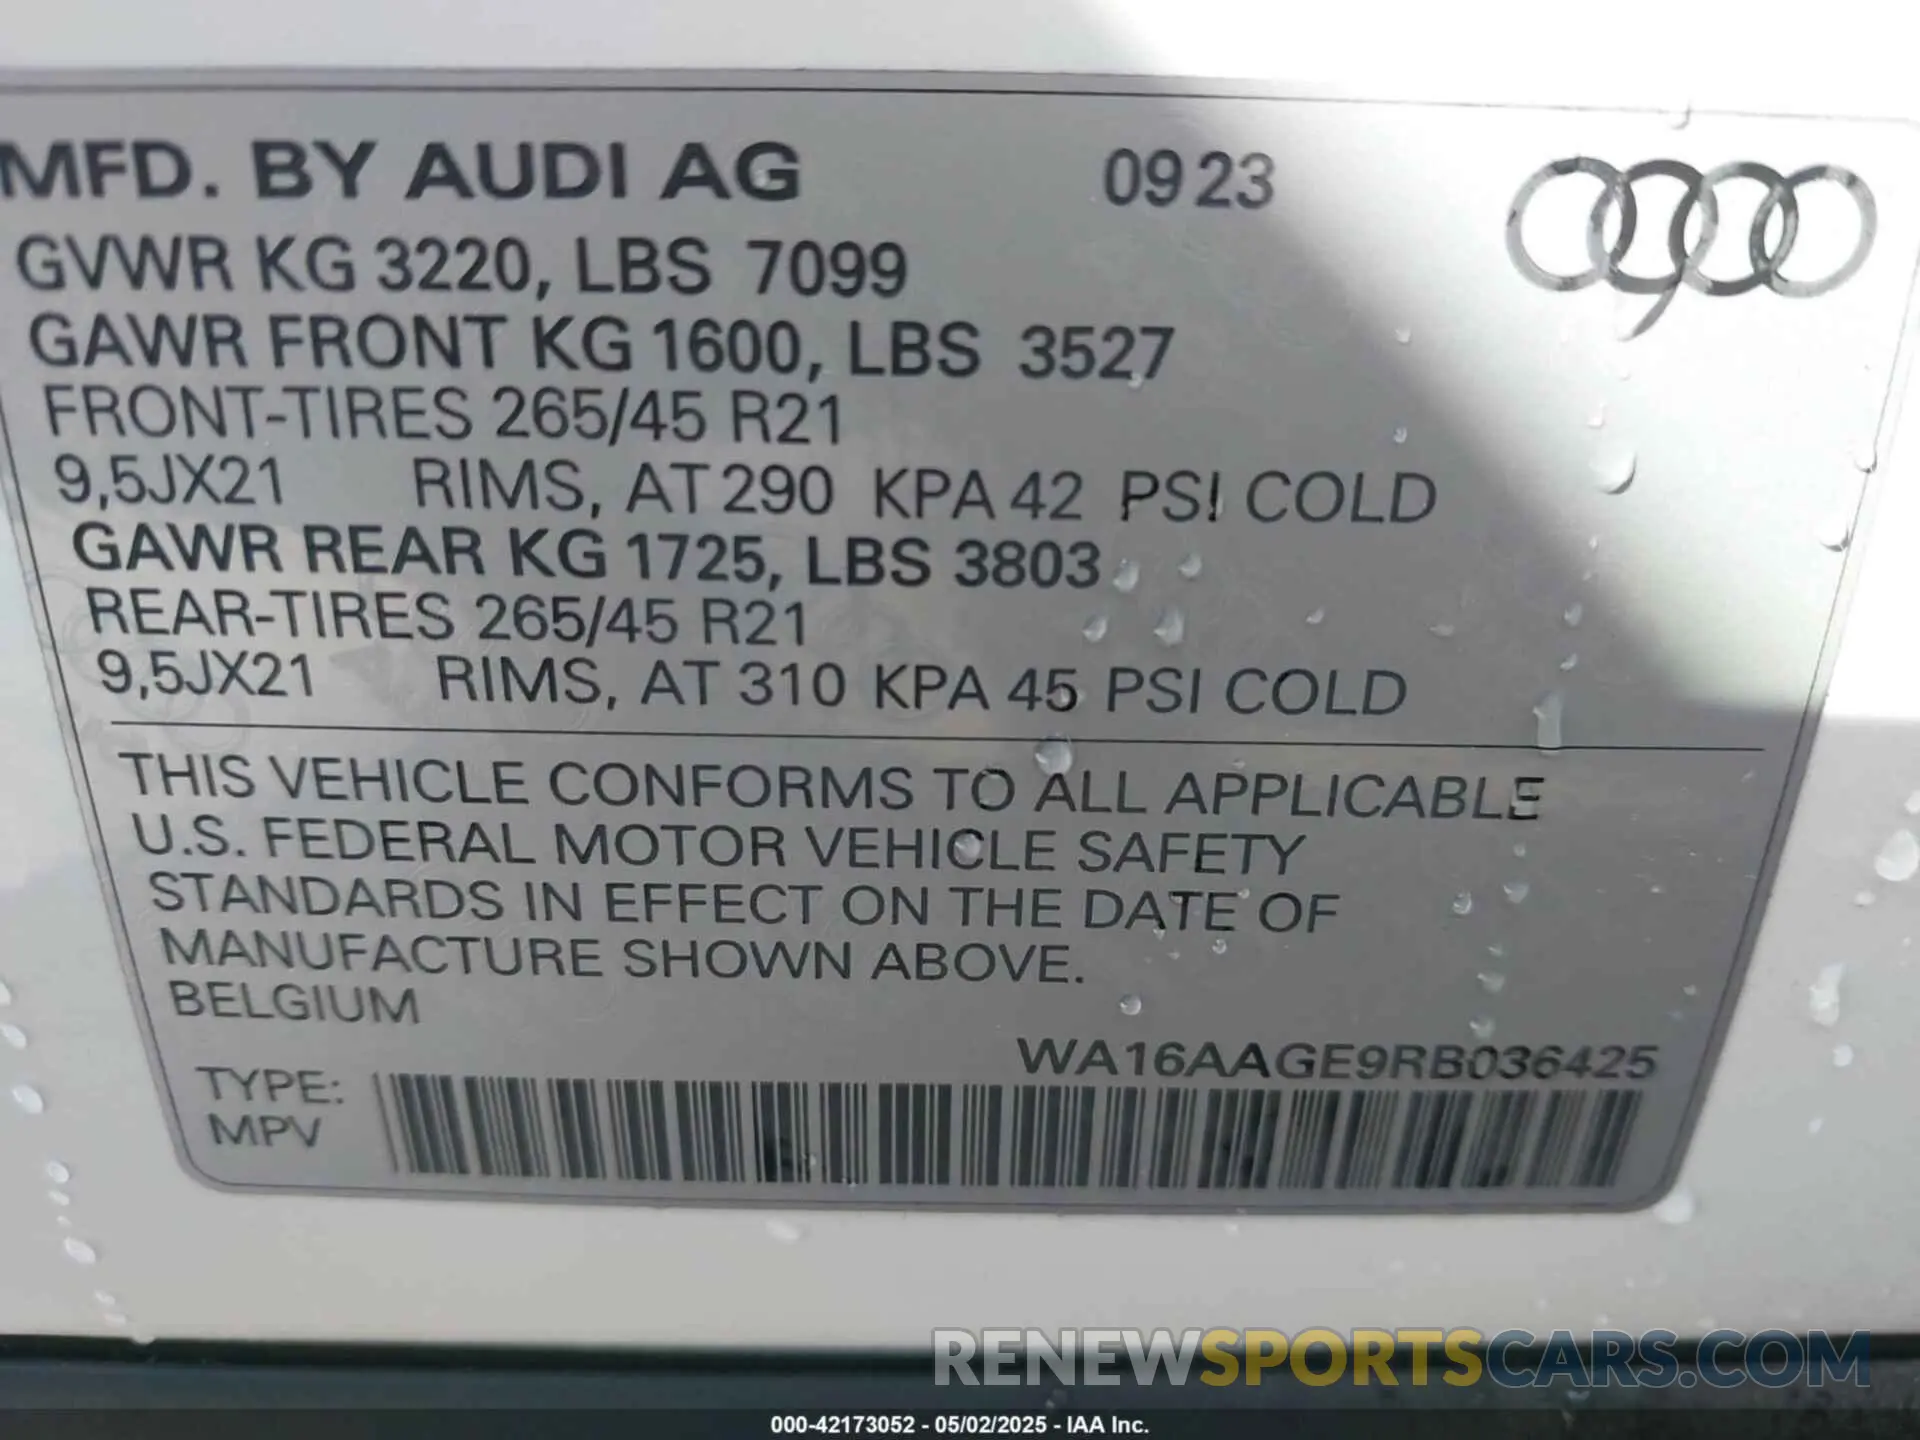 MFD. BY AUDI AG 09 23
GVWR KG 3220, LBS 7099
GAWR FRONT KG 1600, LBS 3527
FRONT-TIRES 265/45 R21
9,5JX21 RIMS, AT 290 KPA 42 PSI COLD
GAWR REAR KG 1725, LBS 3803
REAR-TIRES 265/45 R21
9,5JX21 RIMS, AT 310 KPA 45 PSI COLD
THIS VEHICLE CONFORMS TO ALL APPLICABLE
U.S. FEDERAL MOTOR VEHICLE SAFETY
STANDARDS IN EFFECT ON THE DATE OF
MANUFACTURE SHOWN ABOVE.
BELGIUM
WA16AAGE9RB036425
TYPE:
MPV
RENEWSPORTSCARS.COM
000-42173052 - 05/02/2025 - IAA Inc.